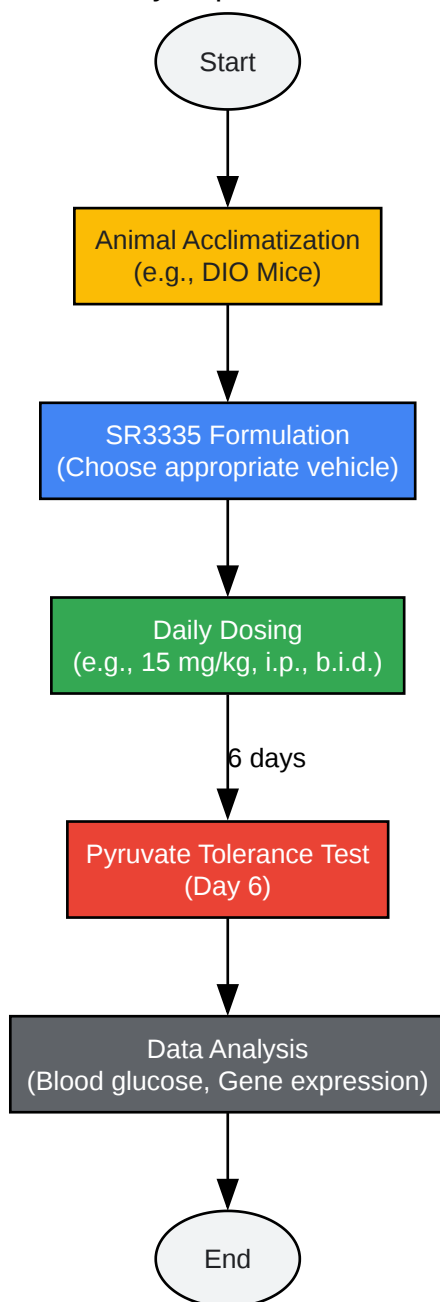 Start
Animal Acclimatization
(e.g., DIO Mice)
SR3335 Formulation
(Choose appropriate vehicle)
Daily Dosing
(e.g., 15 mg/kg, i.p., b.i.d.)
6 days
Pyruvate Tolerance Test
(Day 6)
Data Analysis
(Blood glucose, Gene expression)
End